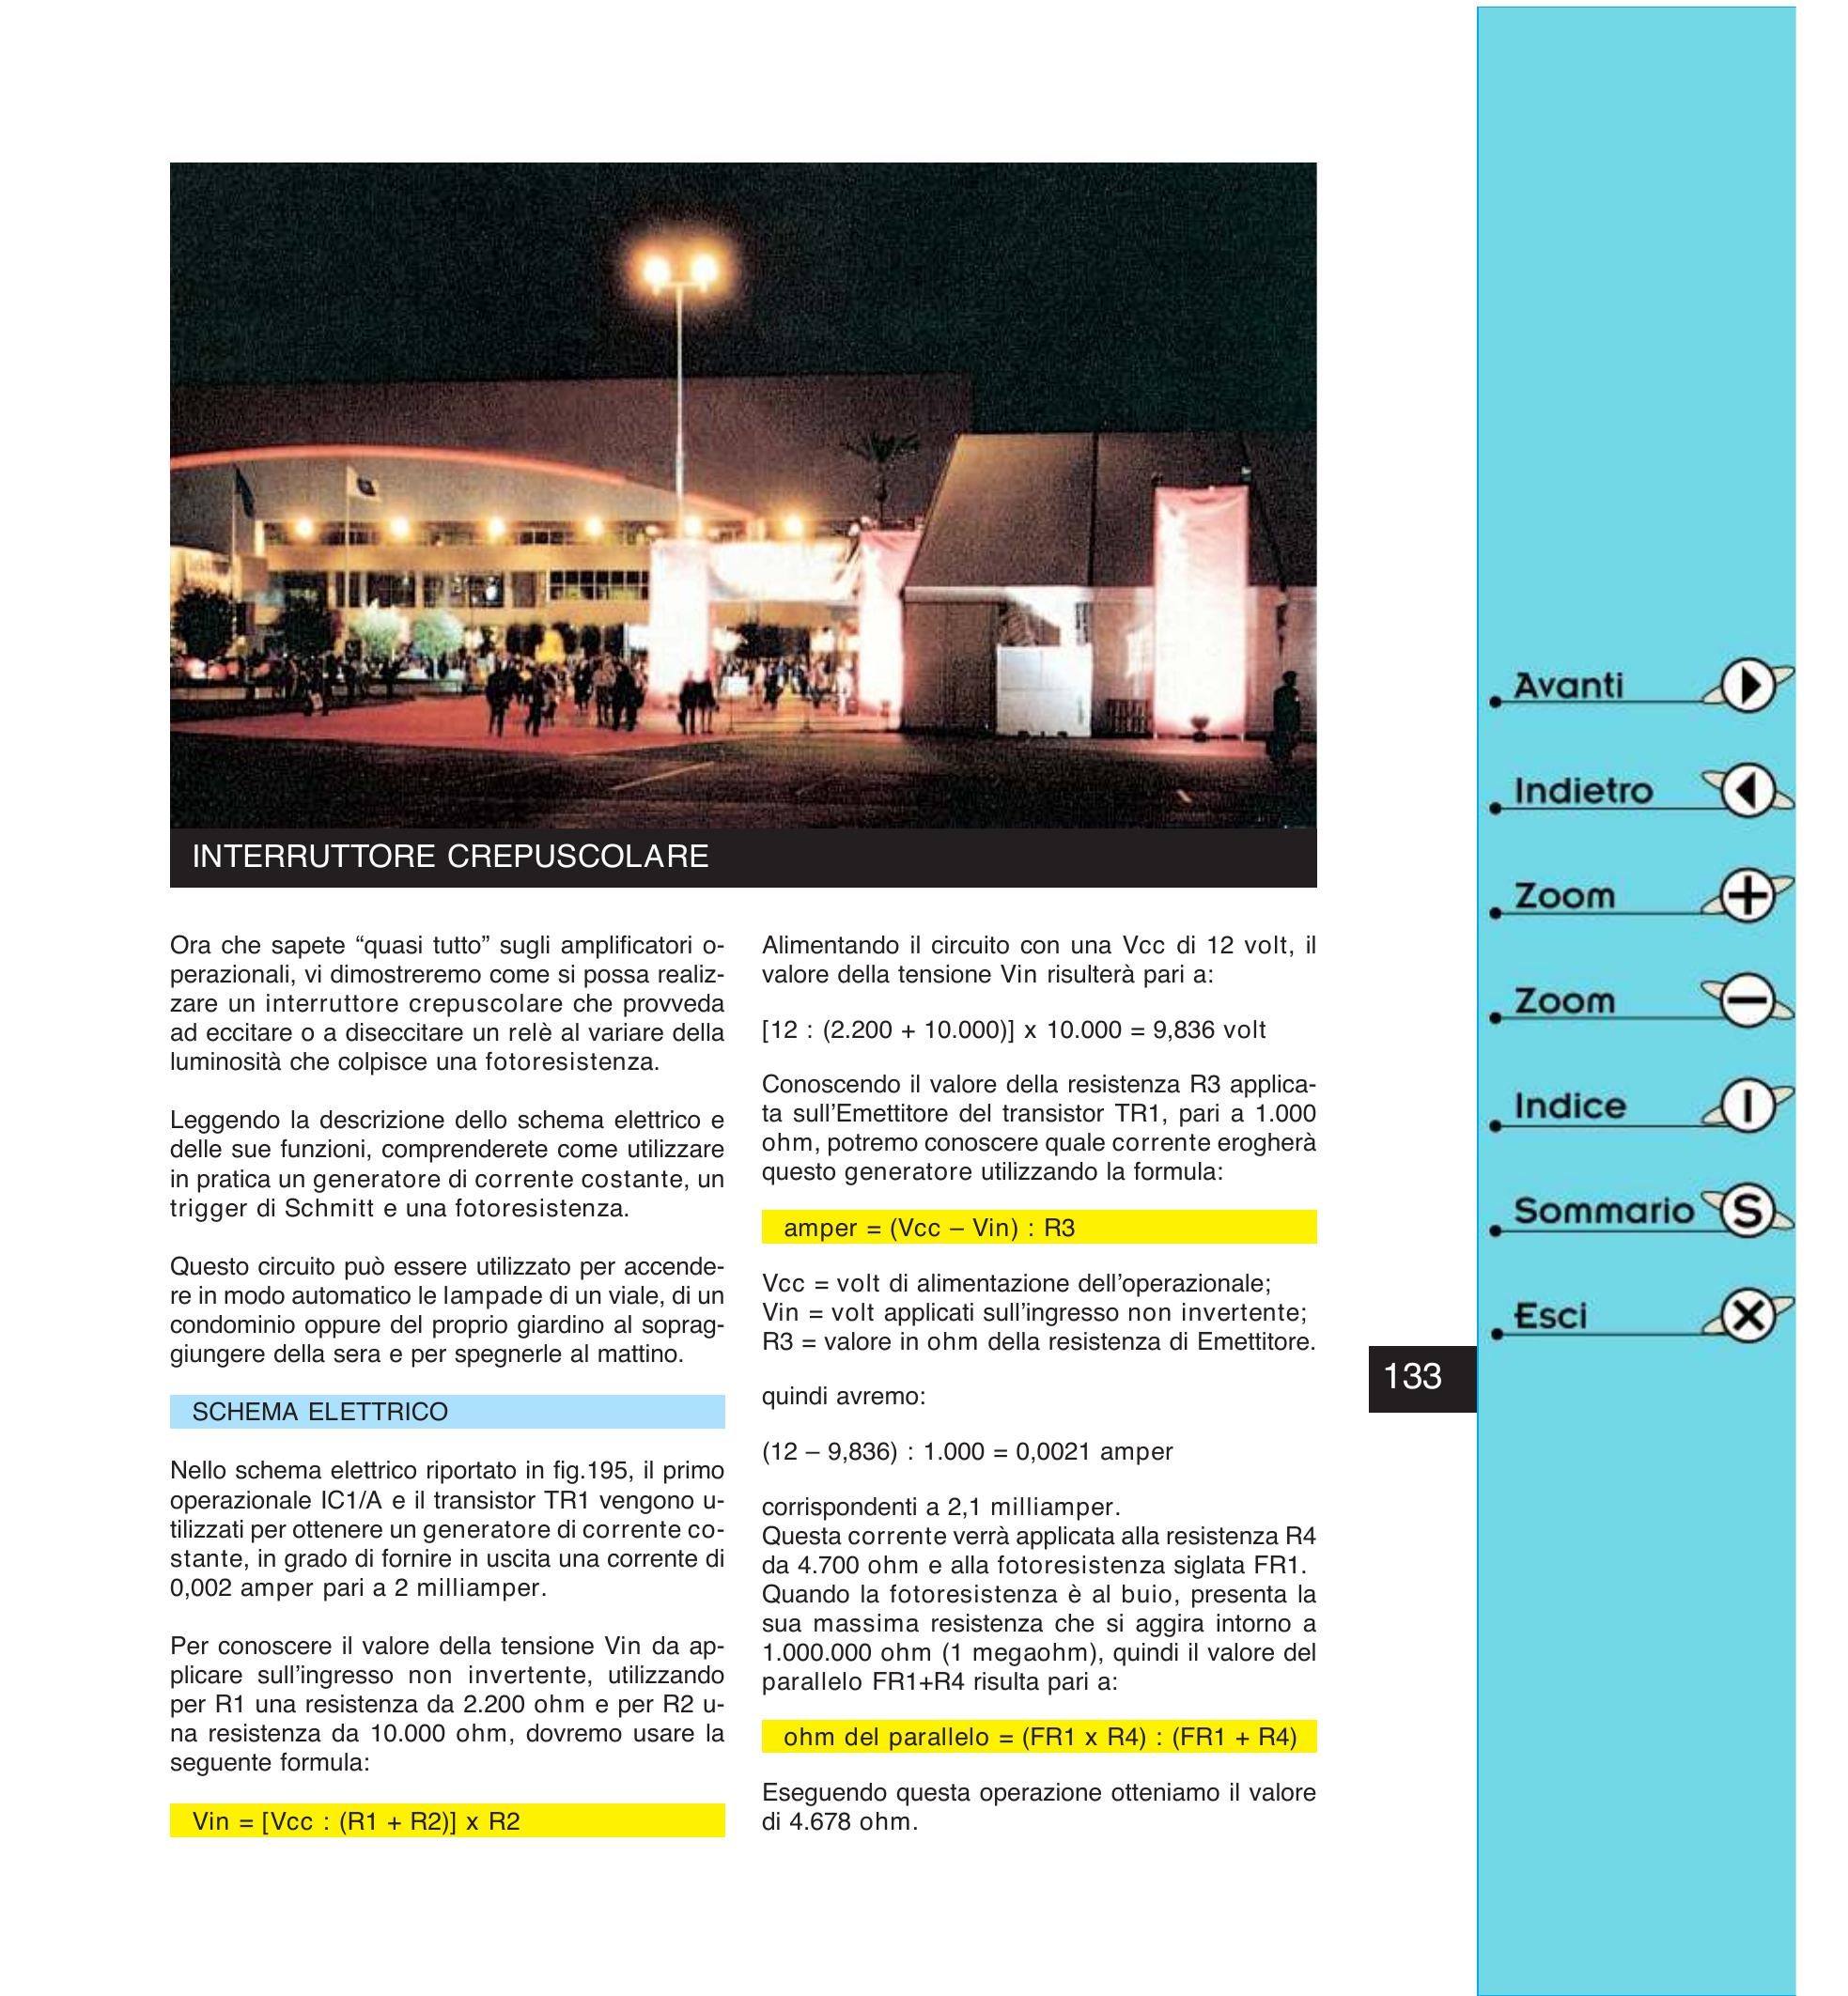 INTERRUTTORE CREPUSCOLARE
Ora che sapete “quasi tutto” sugli amplificatori o-
perazionali, vi dimostreremo come si possa realiz-
zare un interruttore crepuscolare che provveda
ad eccitare o a diseccitare un relè al variare della
luminosità che colpisce una fotoresistenza.
Leggendo la descrizione dello schema elettrico e
delle sue funzioni, comprenderete come utilizzare
in pratica un generatore di corrente costante, un
trigger di Schmitt e una fotoresistenza.
Questo circuito può essere utilizzato per accende-
re in modo automatico le lampade di un viale, di un
condominio oppure del proprio giardino al soprag-
giungere della sera e per spegnerle al mattino.
SCHEMA ELETTRICO
Nello schema elettrico riportato in fig.195, il primo
operazionale IC1/A e il transistor TR1 vengono u-
tilizzati per ottenere un generatore di corrente co-
stante, in grado di fornire in uscita una corrente di
0,002 amper pari a 2 milliamper.
Per conoscere il valore della tensione Vin da ap-
plicare sull’ingresso non invertente, utilizzando
per R1 una resistenza da 2.200 ohm e per R2 u-
na resistenza da 10.000 ohm, dovremo usare la
seguente formula:
Vin = [Vcc : (R1 + R2)] x R2
Alimentando il circuito con una Vcc di 12 volt, il
valore della tensione Vin risulterà pari a:
[12 : (2.200 + 10.000)] x 10.000 = 9,836 volt
Conoscendo il valore della resistenza R3 applica-
ta sull’Emettitore del transistor TR1, pari a 1.000
ohm, potremo conoscere quale corrente erogherà
questo generatore utilizzando la formula:
amper = (Vcc – Vin) : R3
Vcc = volt di alimentazione dell’operazionale;
Vin = volt applicati sull’ingresso non invertente;
R3 = valore in ohm della resistenza di Emettitore.
quindi avremo:
(12 – 9,836) : 1.000 = 0,0021 amper
corrispondenti a 2,1 milliamper.
Questa corrente verrà applicata alla resistenza R4
da 4.700 ohm e alla fotoresistenza siglata FR1.
Quando la fotoresistenza è al buio, presenta la
sua massima resistenza che si aggira intorno a
1.000.000 ohm (1 megaohm), quindi il valore del
parallelo FR1+R4 risulta pari a:
ohm del parallelo = (FR1 x R4) : (FR1 + R4)
Eseguendo questa operazione otteniamo il valore
di 4.678 ohm.
133
Avanti
Indietro
Zoom +
Zoom –
Indice I
Sommario S
Esci X